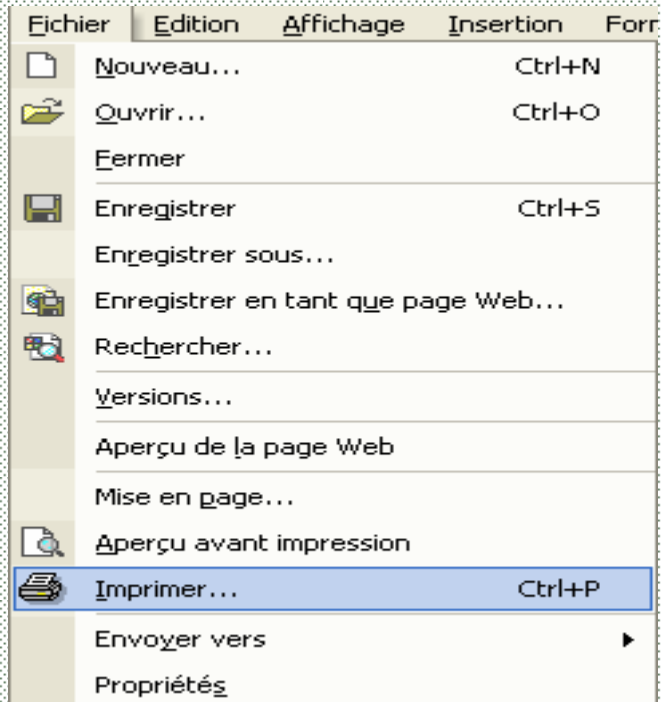 Fichier Edition Affichage Insertion Forr
Nouveau... Ctrl+N
Ouvrir... Ctrl+O
Fermer
Enregistrer Ctrl+S
Enregistrer sous...
Enregistrer en tant que page Web...
Rechercher...
Versions...
Aperçu de la page Web
Mise en page...
Aperçu avant impression
Imprimer... Ctrl+P
Envoyer vers
Propriétés